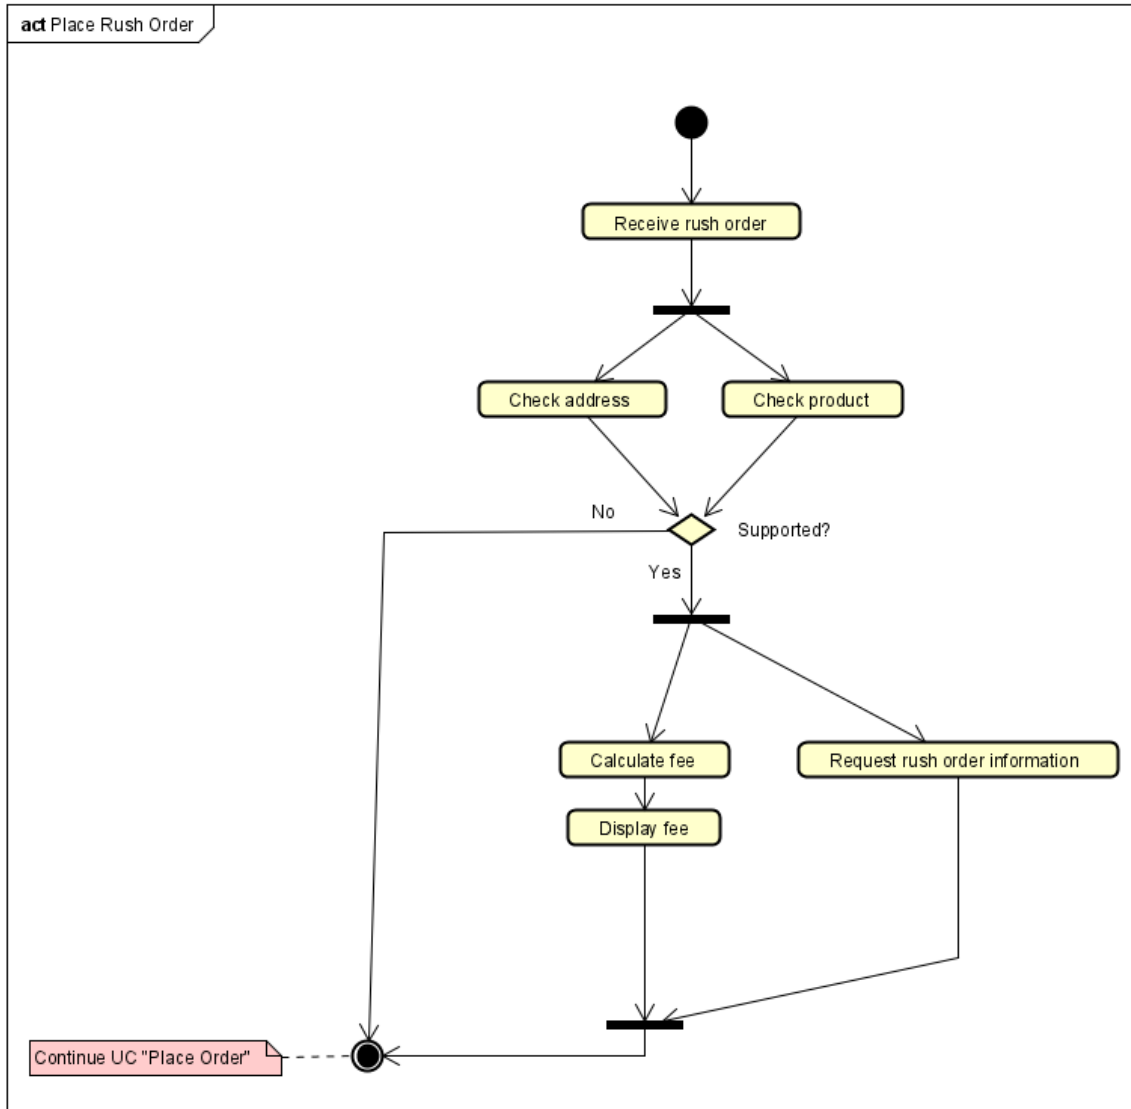 act Place Rush Order
Receive rush order
Check address
Check product
No
Supported?
Yes
Calculate fee
Request rush order information
Display fee
Continue UC "Place Order"